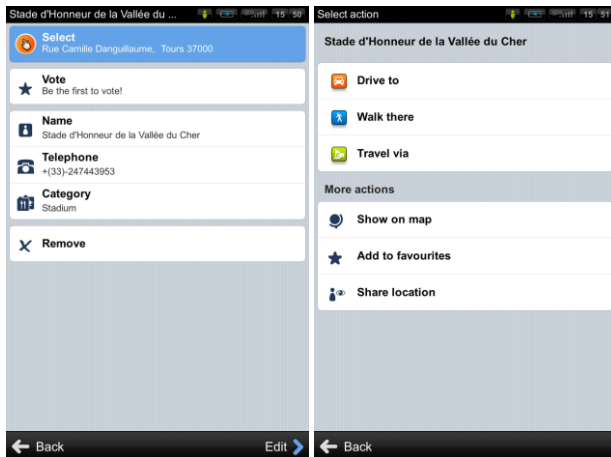 Stade d'Honneur de la Vallée du ...
15 50
Select
Rue Camille Danguillaume, Tours 37000
Vote
Be the first to vote!
Name
Stade d'Honneur de la Vallée du Cher
Telephone
+(33)-247443953
Category
Stadium
Remove
Back
Edit
Select action
15 51
Stade d'Honneur de la Vallée du Cher
Drive to
Walk there
Travel via
More actions
Show on map
Add to favourites
Share location
Back